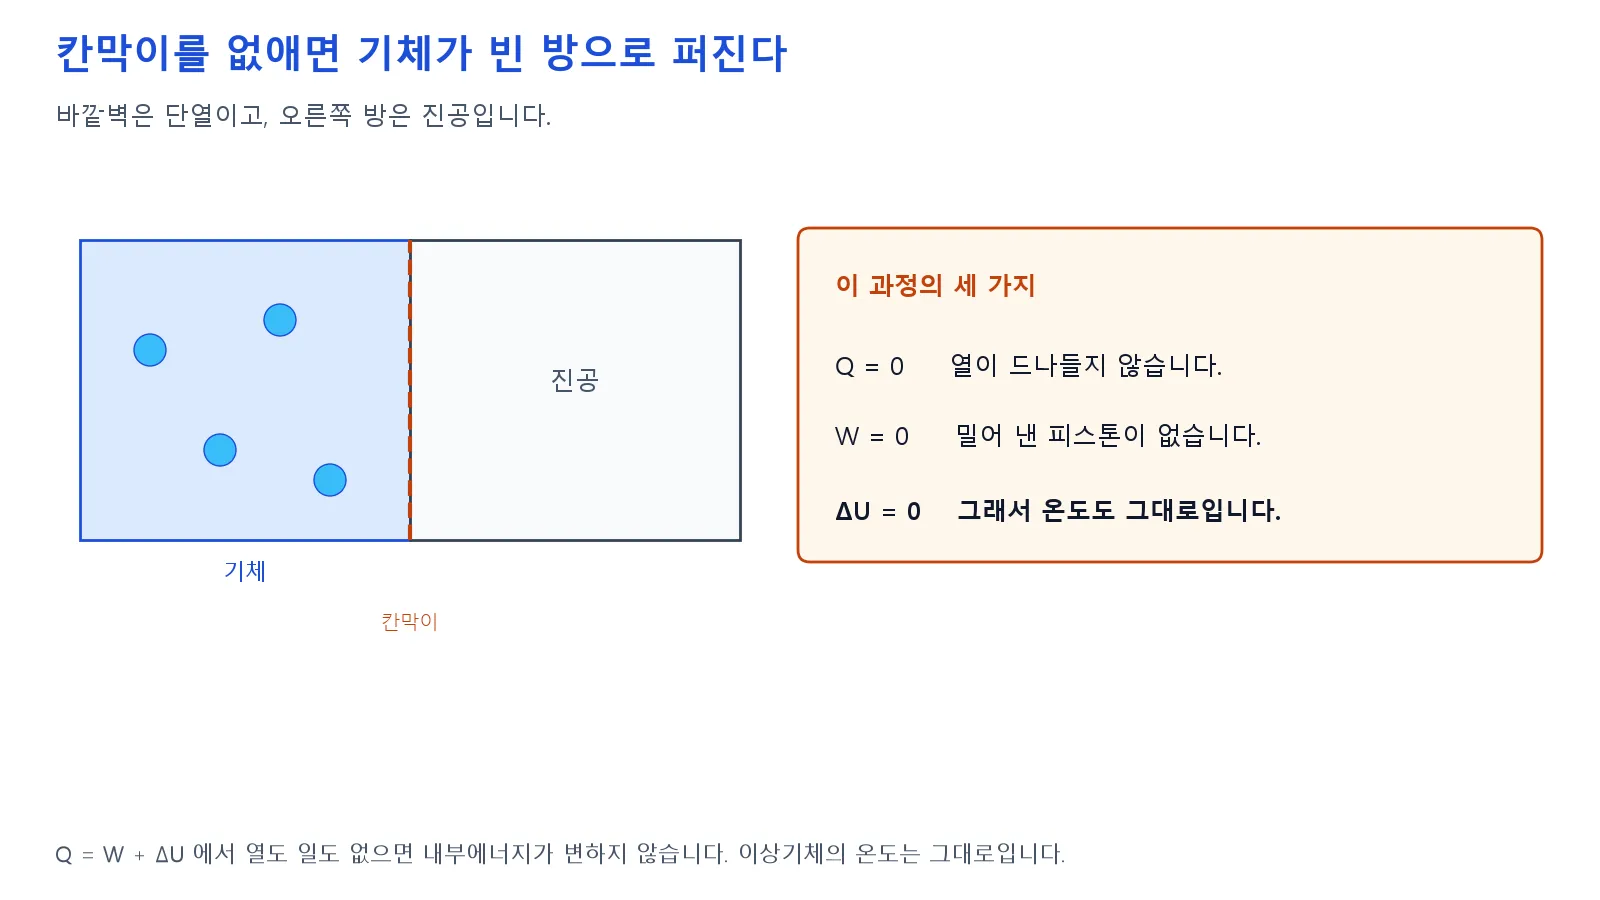 칸막이를 없애면 기체가 빈 방으로 퍼진다
바깥벽은 단열이고, 오른쪽 방은 진공입니다.
진공
기체
칸막이
이 과정의 세 가지
Q = 0 열이 드나들지 않습니다.
W = 0 밀어 낸 피스톤이 없습니다.
ΔU = 0 그래서 온도도 그대로입니다.
Q = W + ΔU 에서 열도 일도 없으면 내부에너지가 변하지 않습니다. 이상기체의 온도는 그대로입니다.